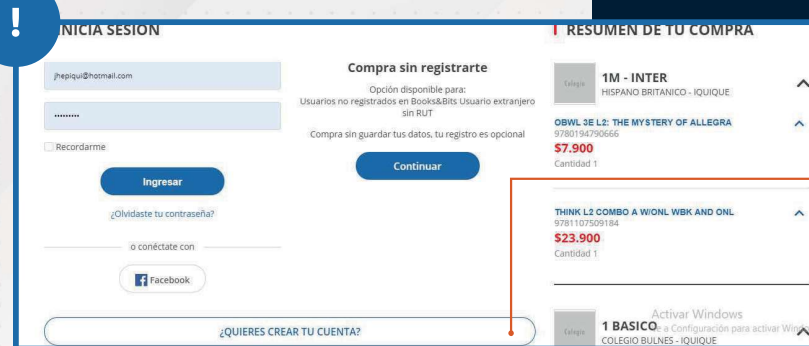 !
INICIA SESIÓN
jhepiqui@hotmail.com
•••••••••
Recordarme
Ingresar
¿Olvidaste tu contraseña?
o conéctate con
Facebook
Compra sin registrarte
Opción disponible para:
Usuarios no registrados en Books&Bits Usuario extranjero
sin RUT
Compra sin guardar tus datos, tu registro es opcional
Continuar
¿QUIERES CREAR TU CUENTA?
RESUMEN DE TU COMPRA
Colegio
1M - INTER
HISPANO BRITANICO - IQUIQUE
OBWL 3E L2: THE MYSTERY OF ALLEGRA
9780194790666
$7.900
Cantidad 1
THINK L2 COMBO A W/ONL WBK AND ONL
9781107509184
$23.900
Cantidad 1
Colegio
1 BASICO
COLEGIO BULNES - IQUIQUE
Activar Windows
a Configuración para activar